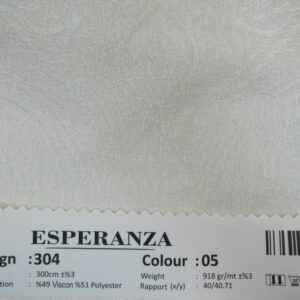 ESPERANZA
gn :304 Colour :05
: 300cm ±%3 Weight : 918 gr/mt ±%3
tion : %49 Viscon %51 Polyester Rapport (x/y) : 40/40.71